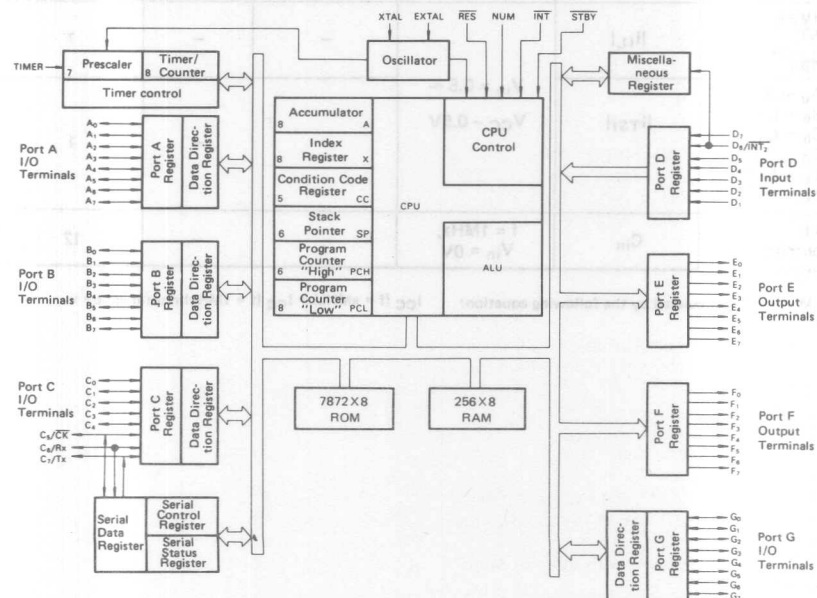 XTAL EXTAL RES NUM INT STBY
TIMER
Prescaler
7
Timer/
Counter
8
Timer control
Oscillator
Miscella-
neous
Register
Accumulator
8 A
Index
Register
8 X
Condition Code
Register
5 CC
Stack
Pointer
6 SP
Program
Counter
"High"
6 PCH
Program
Counter
"Low"
8 PCL
CPU
Control
CPU
ALU
7872X8
ROM
256X8
RAM
Port A
I/O
Terminals
A₀
A₁
A₂
A₃
A₄
A₅
A₆
A₇
Port A
Register
Data Direc-
tion Register
Port B
I/O
Terminals
B₀
B₁
B₂
B₃
B₄
B₅
B₆
B₇
Port B
Register
Data Direc-
tion Register
Port C
I/O
Terminals
C₀
C₁
C₂
C₃
C₄
C₅/CK
C₆/Rx
C₇/Tx
Port C
Register
Data Direc-
tion Register
Serial
Data
Register
Serial
Control
Register
Serial
Status
Register
D₇
D₆/INT₂
D₅
D₄
D₃
D₂
D₁
Port D
Register
Port D
Input
Terminals
E₀
E₁
E₂
E₃
E₄
E₅
E₆
E₇
Port E
Register
Port E
Output
Terminals
F₀
F₁
F₂
F₃
F₄
F₅
F₆
F₇
Port F
Register
Port F
Output
Terminals
Data Direc-
tion Register
Port G
Register
G₀
G₁
G₂
G₃
G₄
G₅
G₆
G₇
Port G
I/O
Terminals